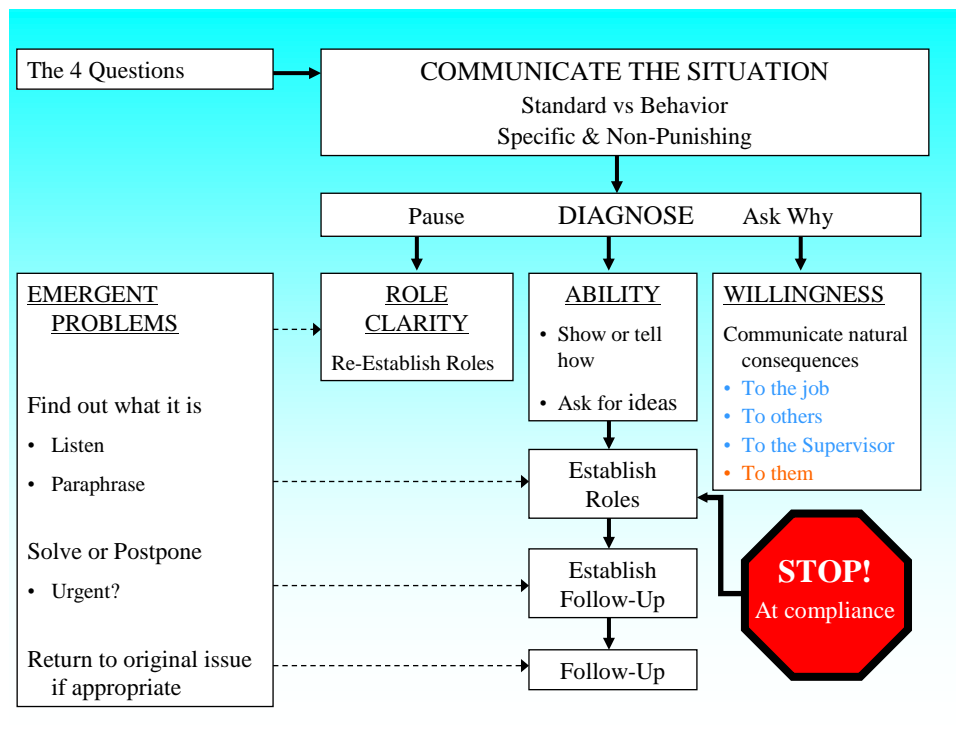 The 4 Questions
COMMUNICATE THE SITUATION
Standard vs Behavior
Specific & Non-Punishing
Pause DIAGNOSE Ask Why
EMERGENT
PROBLEMS
Find out what it is
• Listen
• Paraphrase
Solve or Postpone
• Urgent?
Return to original issue
if appropriate
ROLE
CLARITY
Re-Establish Roles
ABILITY
• Show or tell
how
• Ask for ideas
WILLINGNESS
Communicate natural
consequences
• To the job
• To others
• To the Supervisor
• To them
Establish
Roles
Establish
Follow-Up
Follow-Up
STOP!
At compliance